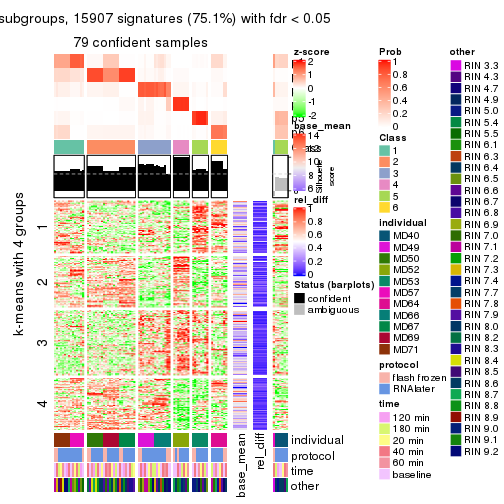 subgroups, 15907 signatures (75.1%) with fdr < 0.05
79 confident samples
k-means with 4 groups
1
2
3
4
individual
protocol
time
other
base_mean
rel_diff
z-score
2
1
0
-1
-2
base_mean
14
12
10
8
6
Silhouette
score
rel_diff
1
0.8
0.6
0.4
0.2
0
Status (barplots)
confident
ambiguous
Prob
1
0.8
0.6
0.4
0.2
0
Class
1
2
3
4
5
6
individual
MD40
MD49
MD50
MD52
MD53
MD57
MD64
MD66
MD67
MD69
MD71
protocol
flash frozen
RNAlater
time
120 min
180 min
20 min
40 min
60 min
baseline
other
RIN 3.3
RIN 4.3
RIN 4.7
RIN 4.9
RIN 5.0
RIN 5.4
RIN 5.5
RIN 6.1
RIN 6.3
RIN 6.4
RIN 6.5
RIN 6.6
RIN 6.7
RIN 6.8
RIN 6.9
RIN 7.0
RIN 7.1
RIN 7.2
RIN 7.3
RIN 7.4
RIN 7.5
RIN 7.8
RIN 7.9
RIN 8.0
RIN 8.2
RIN 8.3
RIN 8.4
RIN 8.5
RIN 8.6
RIN 8.7
RIN 8.8
RIN 8.9
RIN 9.0
RIN 9.1
RIN 9.2